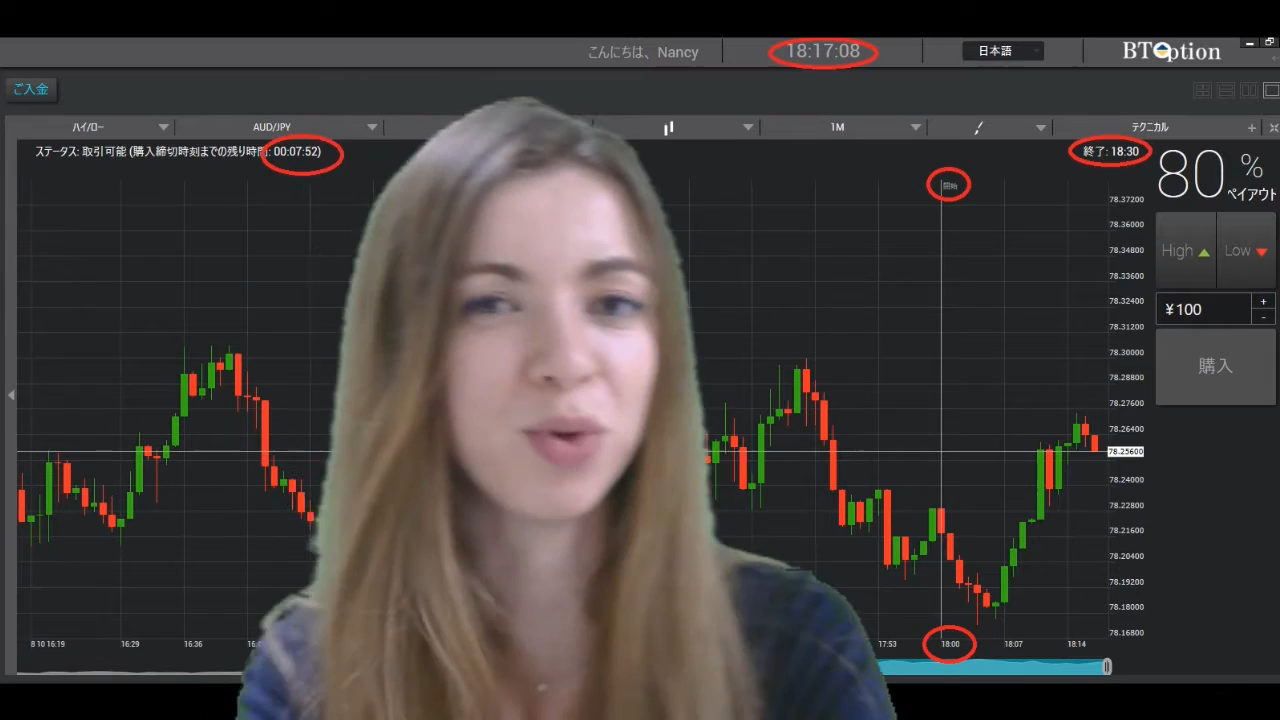 こんにちは、Nancy
18:17:08
日本語
BTOption
ご入金
ハイ/ロー
AUD/JPY
1M
テクニカル
ステータス: 取引可能 (購入締切時刻までの残り時間: 00:07:52)
終了: 18:30
80%
ペイアウト
開始
High
Low
¥100
+
-
購入
78.37200
78.36000
78.34800
78.33600
78.32400
78.31200
78.30000
78.28800
78.27600
78.26400
78.25600
78.24000
78.22800
78.21600
78.20400
78.19200
78.18000
78.16800
8 10 16:19
16:29
16:36
17:53
18:00
18:07
18:14